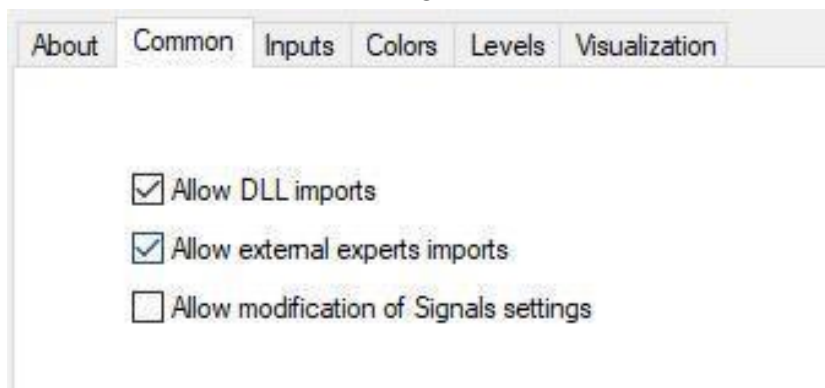 About Common Inputs Colors Levels Visualization
Allow DLL imports
Allow external experts imports
Allow modification of Signals settings